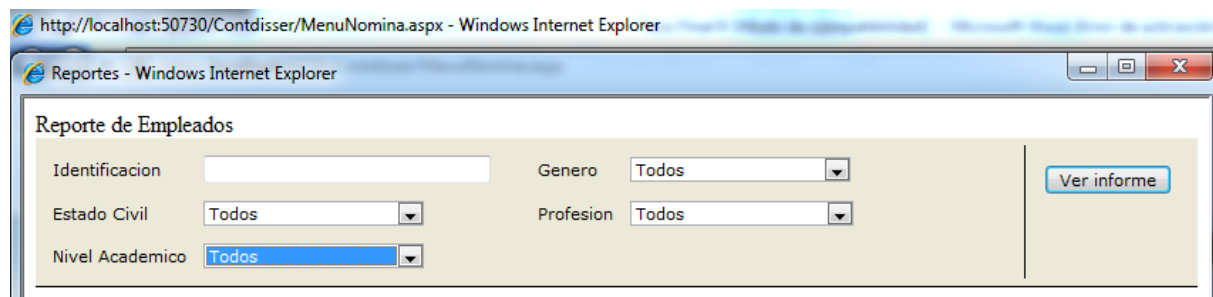 http://localhost:50730/Contdisser/MenuNomina.aspx - Windows Internet Explorer
Reportes - Windows Internet Explorer
Reporte de Empleados
Identificacion
Genero Todos
Ver informe
Estado Civil Todos
Profesion Todos
Nivel Academico Todos